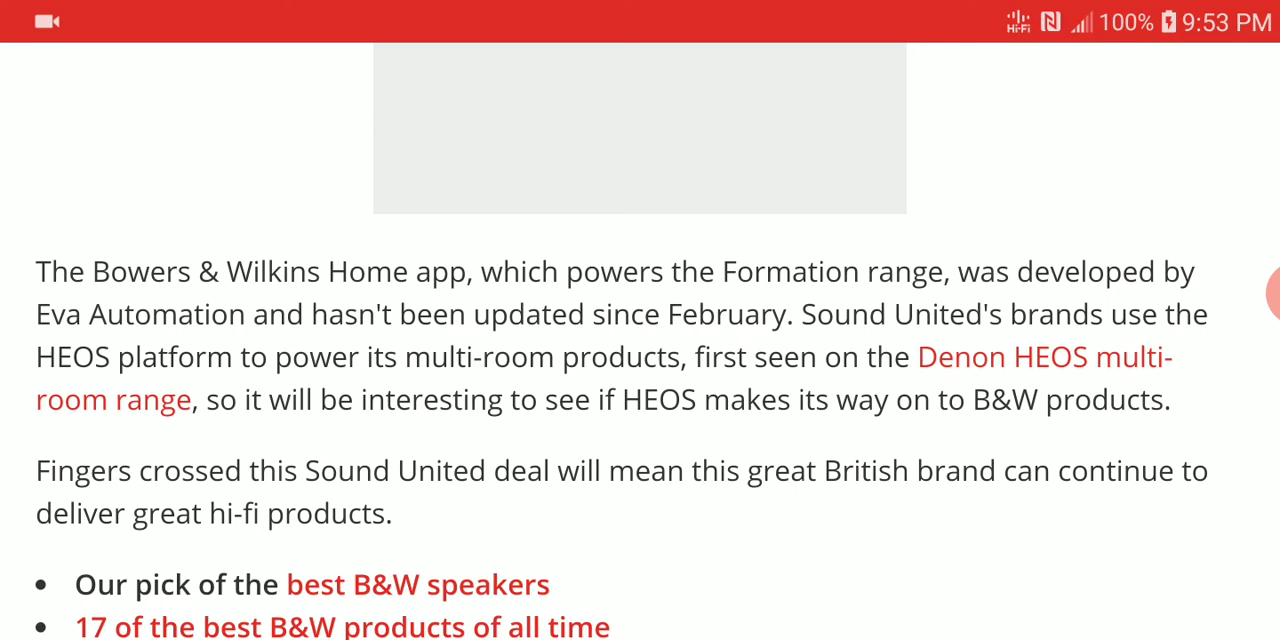 Hi-Fi 100% 9:53 PM
The Bowers & Wilkins Home app, which powers the Formation range, was developed by
Eva Automation and hasn't been updated since February. Sound United's brands use the
HEOS platform to power its multi-room products, first seen on the Denon HEOS multi-
room range, so it will be interesting to see if HEOS makes its way on to B&W products.
Fingers crossed this Sound United deal will mean this great British brand can continue to
deliver great hi-fi products.
• Our pick of the best B&W speakers
• 17 of the best B&W products of all time